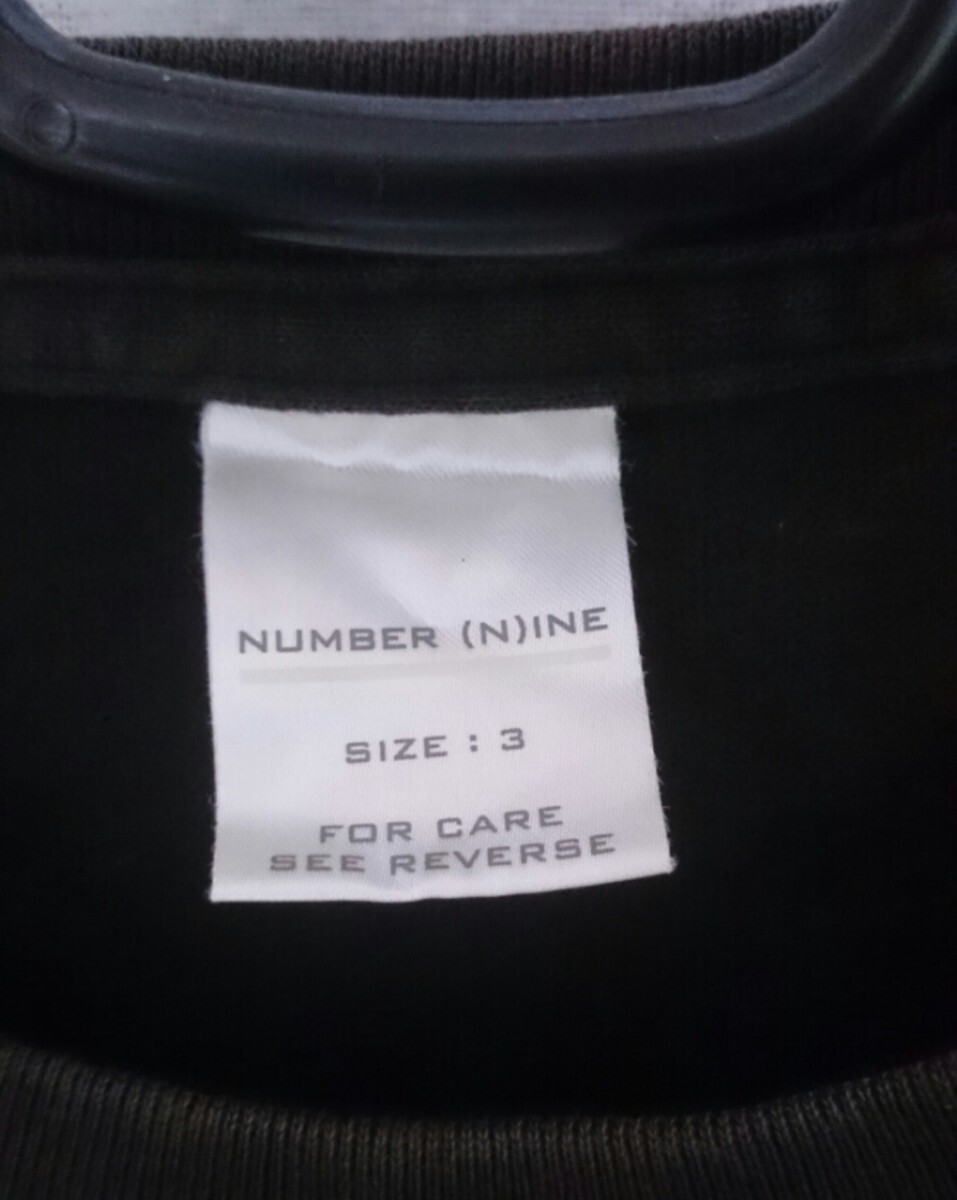 NUMBER (N)INE
SIZE : 3
FOR CARE
SEE REVERSE